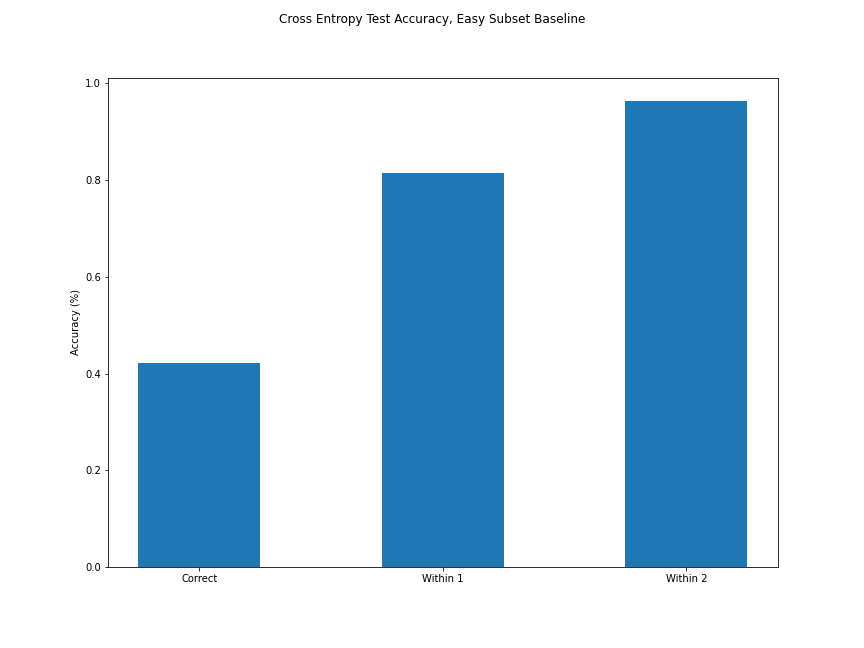 Cross Entropy Test Accuracy, Easy Subset Baseline
1.0
0.8
0.6
0.4
0.2
0.0
Accuracy (%)
Correct
Within 1
Within 2